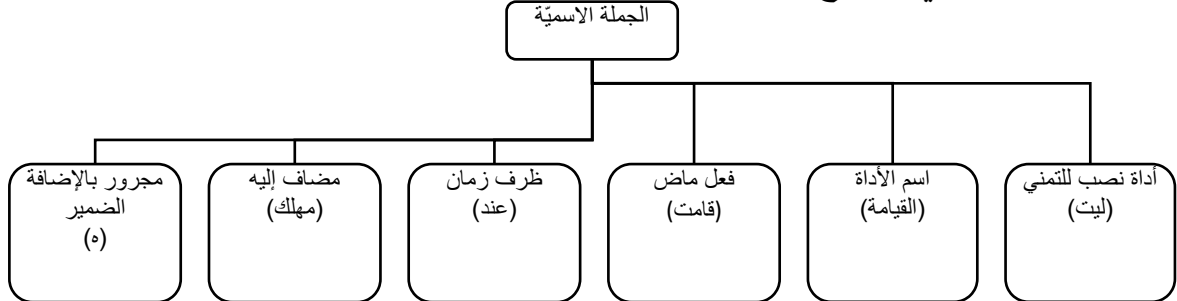 الجملة الاسميّة
أداة نصب للتمني
(ليت)
اسم الأداة
(القيامة)
فعل ماض
(قامت)
ظرف زمان
(عند)
مضاف إليه
(مهلك)
مجرور بالإضافة
الضمير
(ه)